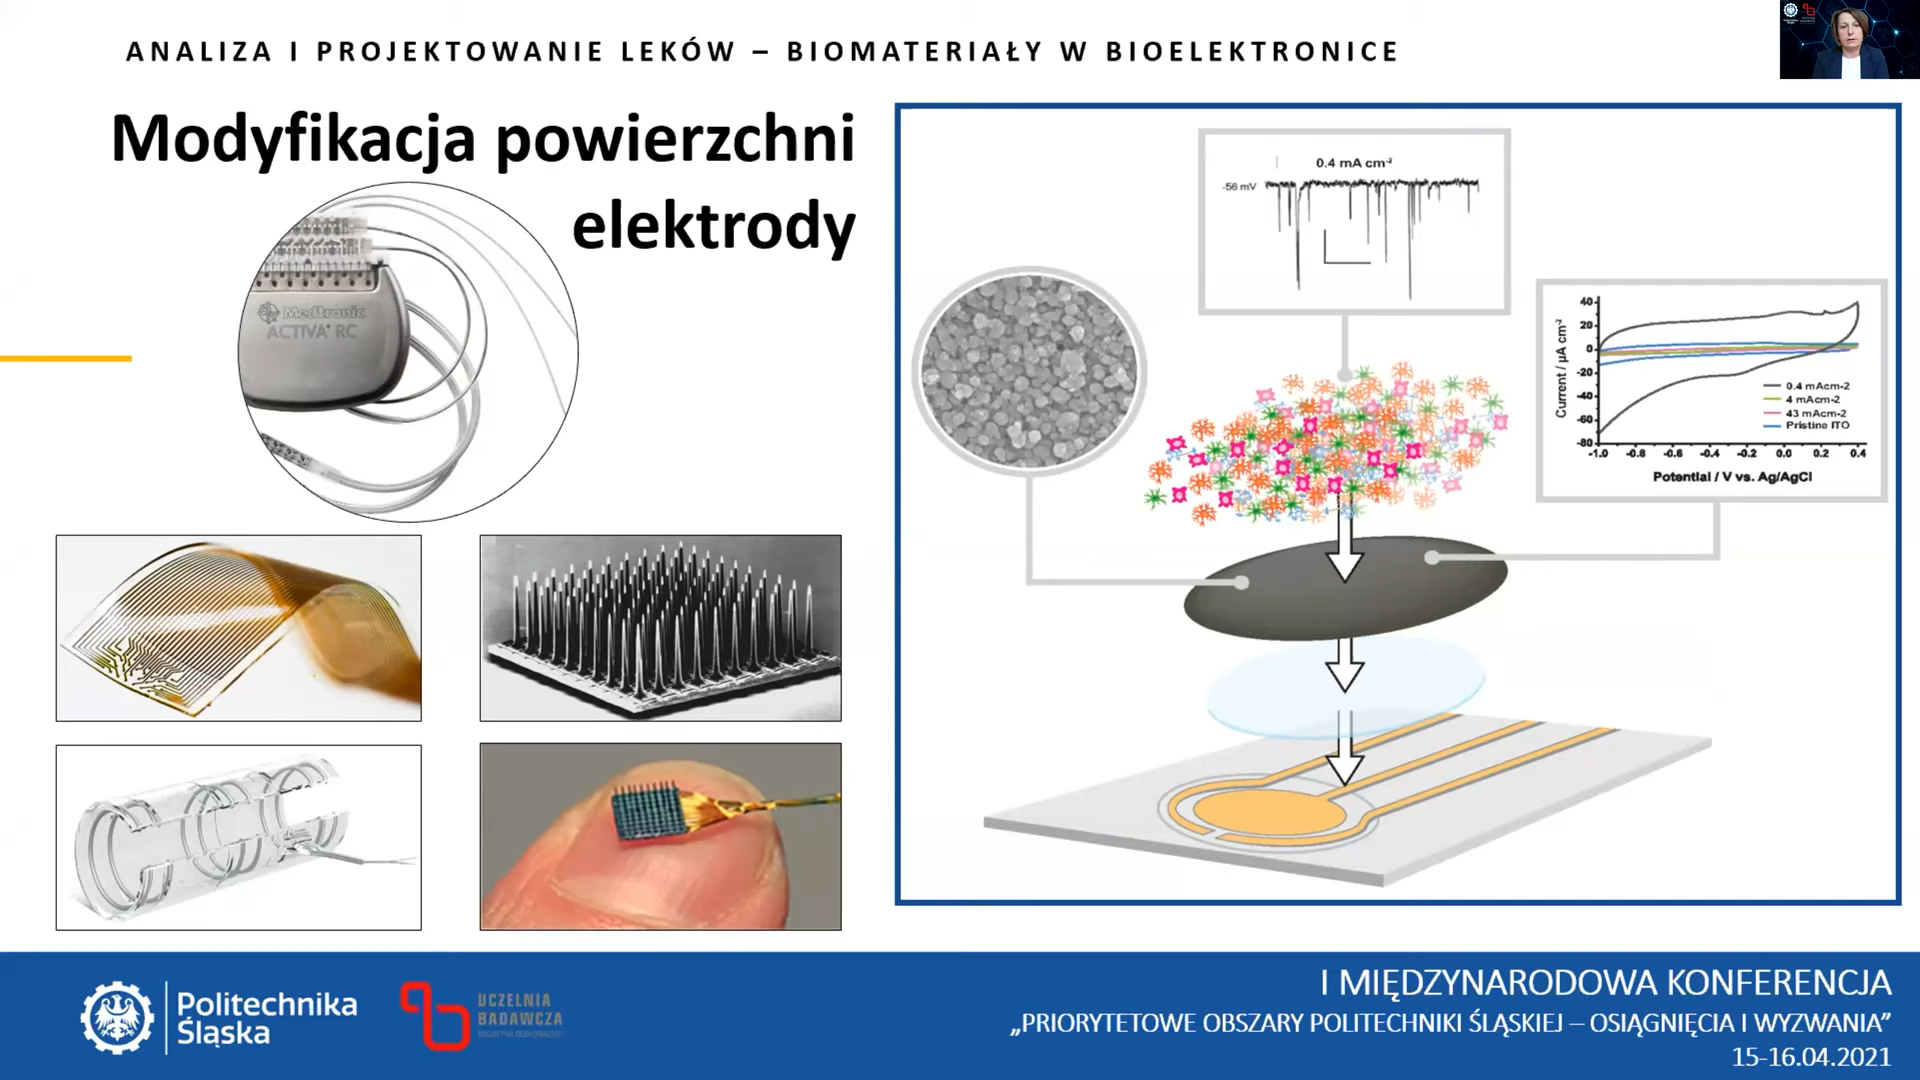 ANALIZA I PROJEKTOWANIE LEKÓW – BIOMATERIAŁY W BIOELEKTRONICE
Modyfikacja powierzchni
elektrody
Medtronic
ACTIVA® RC
0.4 mA cm⁻²
-56 mV
40
20
0
-20
-40
-60
-80
Current / µA cm⁻²
0.4 mAcm-2
4 mAcm-2
43 mAcm-2
Pristine ITO
-1.0 -0.8 -0.6 -0.4 -0.2 0.0 0.2 0.4
Potential / V vs. Ag/AgCl
Politechnika
Śląska
UCZELNIA
BADAWCZA
I MIĘDZYNARODOWA KONFERENCJA
„PRIORYTETOWE OBSZARY POLITECHNIKI ŚLĄSKIEJ – OSIĄGNIĘCIA I WYZWANIA”
15-16.04.2021